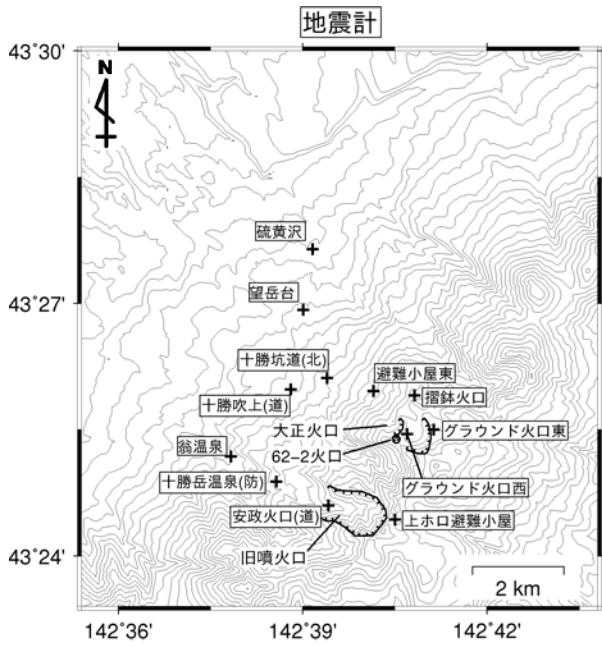 地震計
43˚30'
N
硫黄沢
43˚27'
望岳台
十勝坑道(北)
避難小屋東
十勝吹上(道)
摺鉢火口
大正火口
グラウンド火口東
翁温泉
62-2火口
十勝岳温泉(防)
グラウンド火口西
安政火口(道)
上ホロ避難小屋
43˚24'
旧噴火口
2 km
142˚36'
142˚39'
142˚42'